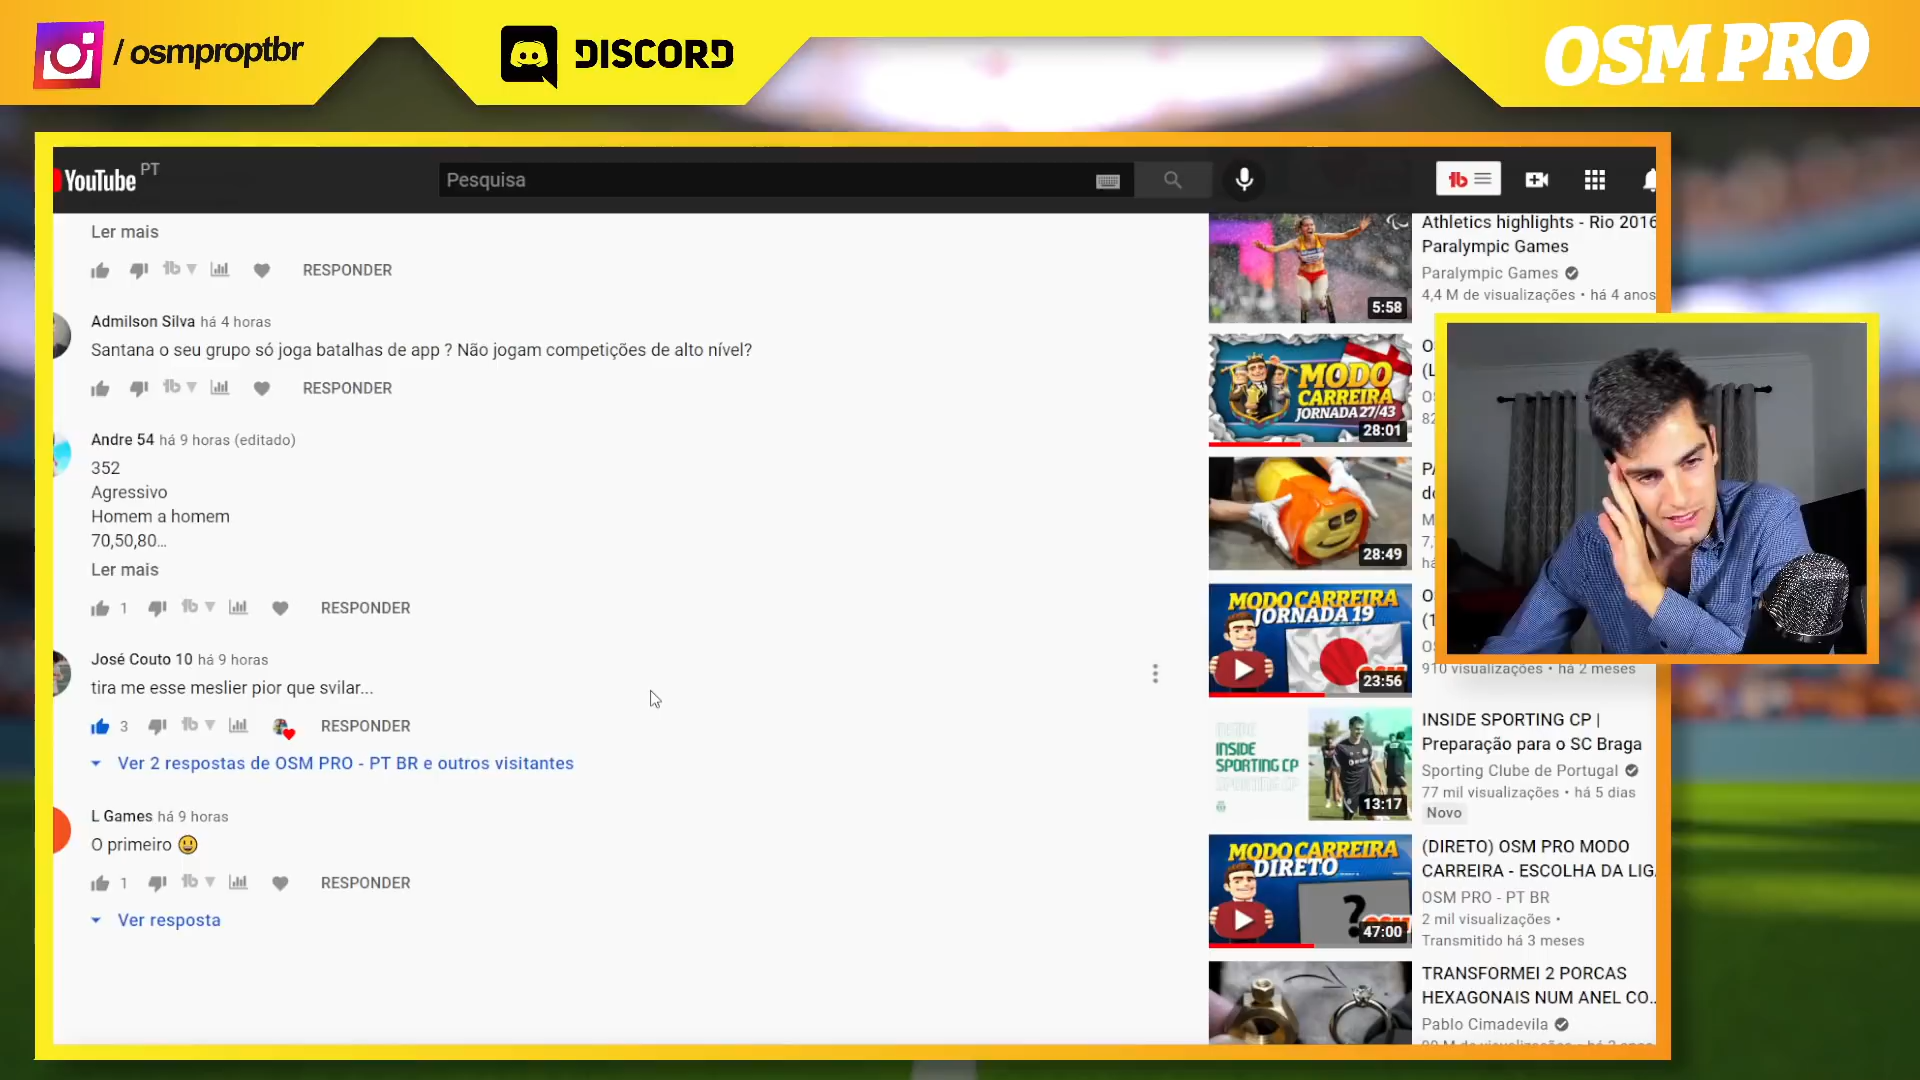 / osmproptbr
DISCORD
OSM PRO
YouTube PT
Pesquisa
Ler mais
RESPONDER
Admilson Silva há 4 horas
Santana o seu grupo só joga batalhas de app ? Não jogam competições de alto nível?
RESPONDER
Andre 54 há 9 horas (editado)
352
Agressivo
Homem a homem
70,50,80...
Ler mais
1 RESPONDER
José Couto 10 há 9 horas
tira me esse meslier pior que svilar...
3 RESPONDER
Ver 2 respostas de OSM PRO - PT BR e outros visitantes
L Games há 9 horas
O primeiro 😃
1 RESPONDER
Ver resposta
Athletics highlights - Rio 2016
Paralympic Games
Paralympic Games
4,4 M de visualizações • há 4 anos
5:58
MODO
CARREIRA
JORNADA 27/43
28:01
28:49
MODO CARREIRA
JORNADA 19
23:56
910 visualizações • há 2 meses
INSIDE
SPORTING CP
13:17
INSIDE SPORTING CP |
Preparação para o SC Braga
Sporting Clube de Portugal
77 mil visualizações • há 5 dias
Novo
MODO CARREIRA
DIRETO
?
47:00
(DIRETO) OSM PRO MODO
CARREIRA - ESCOLHA DA LIG
OSM PRO - PT BR
2 mil visualizações •
Transmitido há 3 meses
TRANSFORMEI 2 PORCAS
HEXAGONAIS NUM ANEL CO...
Pablo Cimadevila